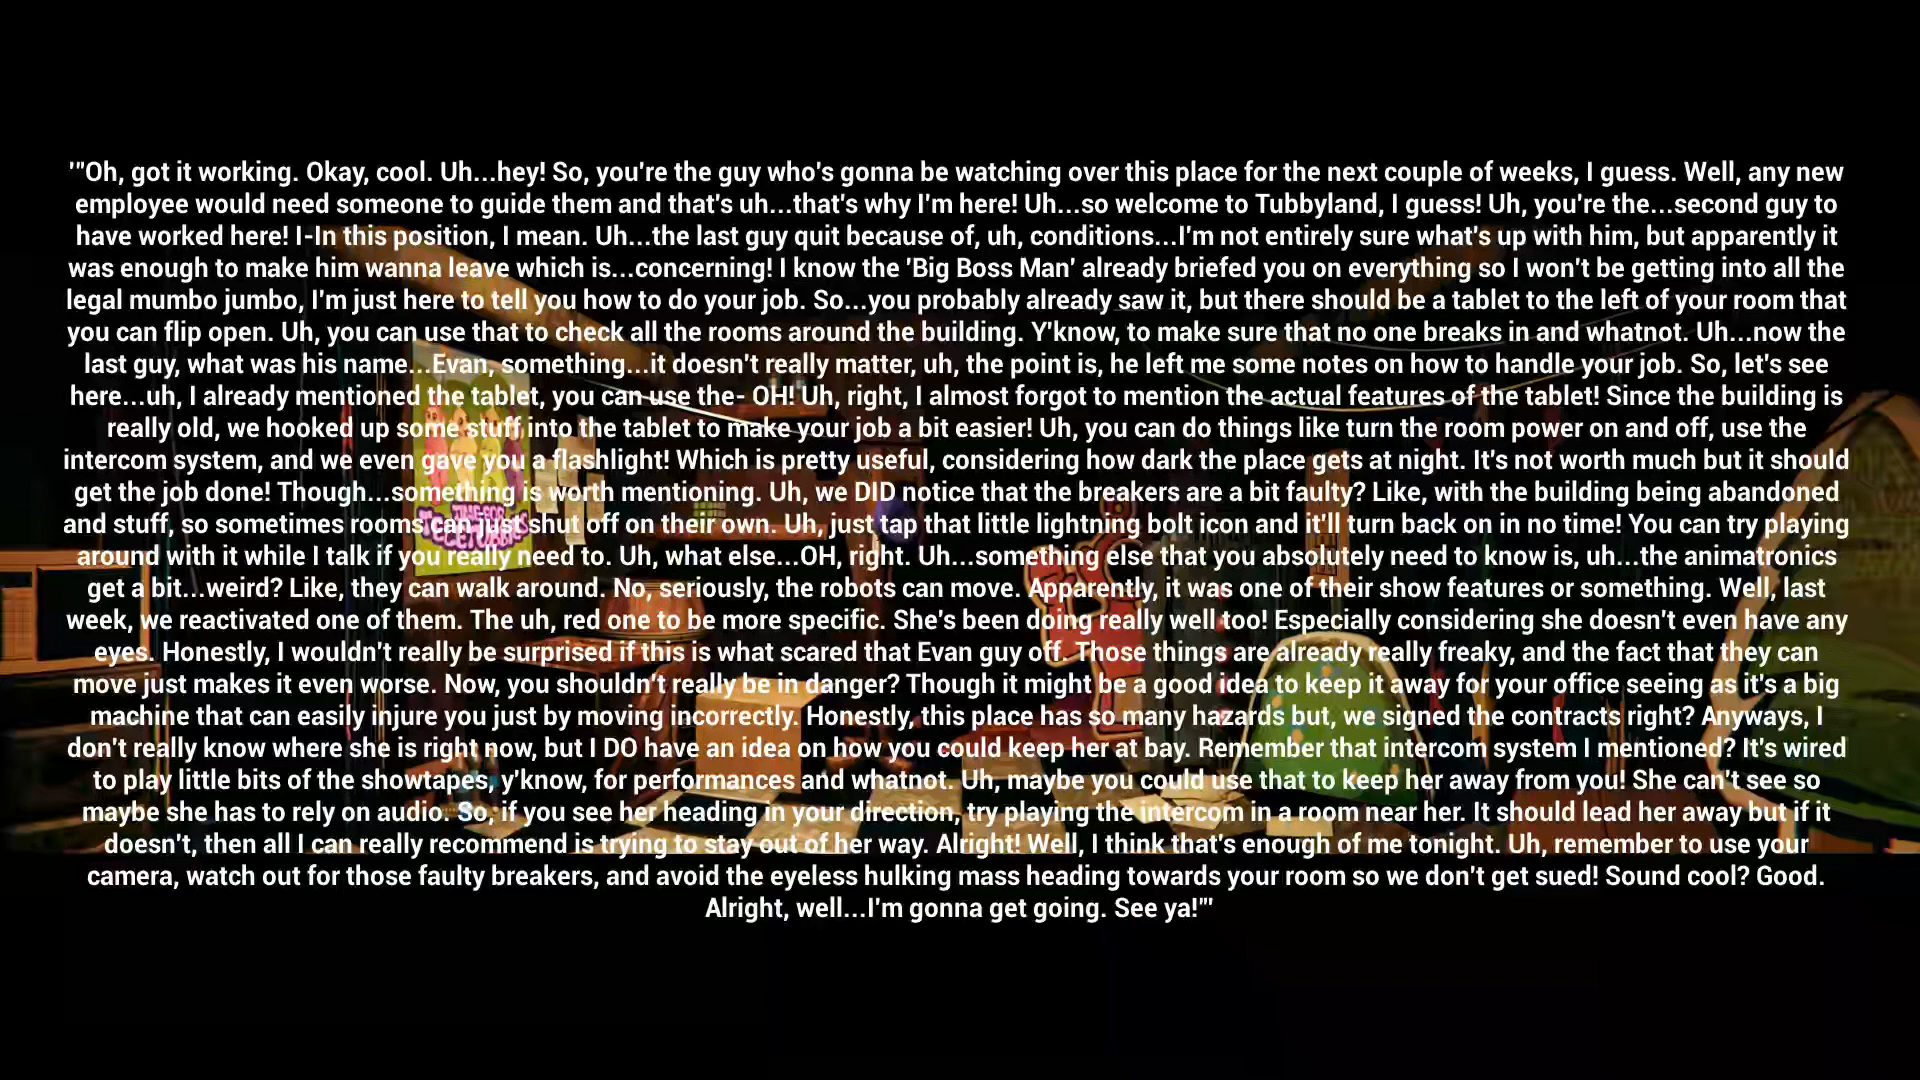 '"Oh, got it working. Okay, cool. Uh...hey! So, you're the guy who's gonna be watching over this place for the next couple of weeks, I guess. Well, any new
employee would need someone to guide them and that's uh...that's why I'm here! Uh...so welcome to Tubbyland, I guess! Uh, you're the...second guy to
have worked here! I-In this position, I mean. Uh...the last guy quit because of, uh, conditions...I'm not entirely sure what's up with him, but apparently it
was enough to make him wanna leave which is...concerning! I know the 'Big Boss Man' already briefed you on everything so I won't be getting into all the
legal mumbo jumbo, I'm just here to tell you how to do your job. So...you probably already saw it, but there should be a tablet to the left of your room that
you can flip open. Uh, you can use that to check all the rooms around the building. Y'know, to make sure that no one breaks in and whatnot. Uh...now the
last guy, what was his name...Evan, something...it doesn't really matter, uh, the point is, he left me some notes on how to handle your job. So, let's see
here...uh, I already mentioned the tablet, you can use the- OH! Uh, right, I almost forgot to mention the actual features of the tablet! Since the building is
really old, we hooked up some stuff into the tablet to make your job a bit easier! Uh, you can do things like turn the room power on and off, use the
intercom system, and we even gave you a flashlight! Which is pretty useful, considering how dark the place gets at night. It's not worth much but it should
get the job done! Though...something is worth mentioning. Uh, we DID notice that the breakers are a bit faulty? Like, with the building being abandoned
and stuff, so sometimes rooms can just shut off on their own. Uh, just tap that little lightning bolt icon and it'll turn back on in no time! You can try playing
around with it while I talk if you really need to. Uh, what else...OH, right. Uh...something else that you absolutely need to know is, uh...the animatronics
get a bit...weird? Like, they can walk around. No, seriously, the robots can move. Apparently, it was one of their show features or something. Well, last
week, we reactivated one of them. The uh, red one to be more specific. She's been doing really well too! Especially considering she doesn't even have any
eyes. Honestly, I wouldn't really be surprised if this is what scared that Evan guy off. Those things are already really freaky, and the fact that they can
move just makes it even worse. Now, you shouldn't really be in danger? Though it might be a good idea to keep it away for your office seeing as it's a big
machine that can easily injure you just by moving incorrectly. Honestly, this place has so many hazards but, we signed the contracts right? Anyways, I
don't really know where she is right now, but I DO have an idea on how you could keep her at bay. Remember that intercom system I mentioned? It's wired
to play little bits of the showtapes, y'know, for performances and whatnot. Uh, maybe you could use that to keep her away from you! She can't see so
maybe she has to rely on audio. So, if you see her heading in your direction, try playing the intercom in a room near her. It should lead her away but if it
doesn't, then all I can really recommend is trying to stay out of her way. Alright! Well, I think that's enough of me tonight. Uh, remember to use your
camera, watch out for those faulty breakers, and avoid the eyeless hulking mass heading towards your room so we don't get sued! Sound cool? Good.
Alright, well...I'm gonna get going. See ya!"'